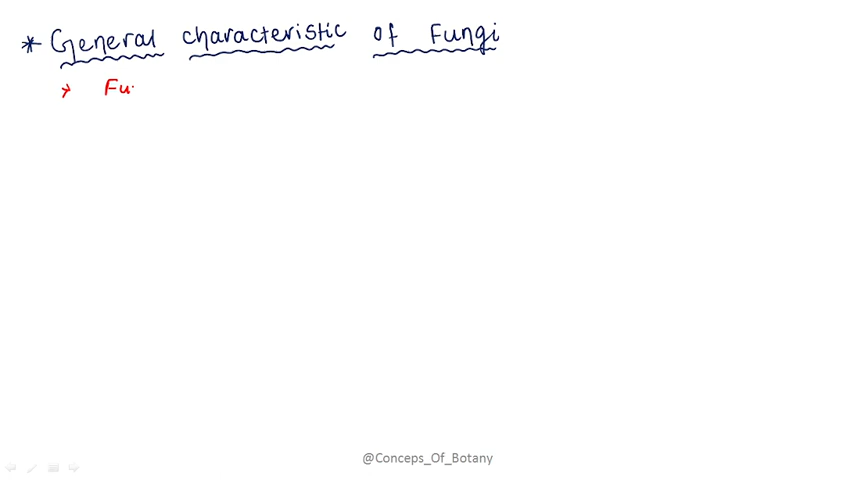 * General characteristic of Fungi
→ Fu
@Conceps_Of_Botany